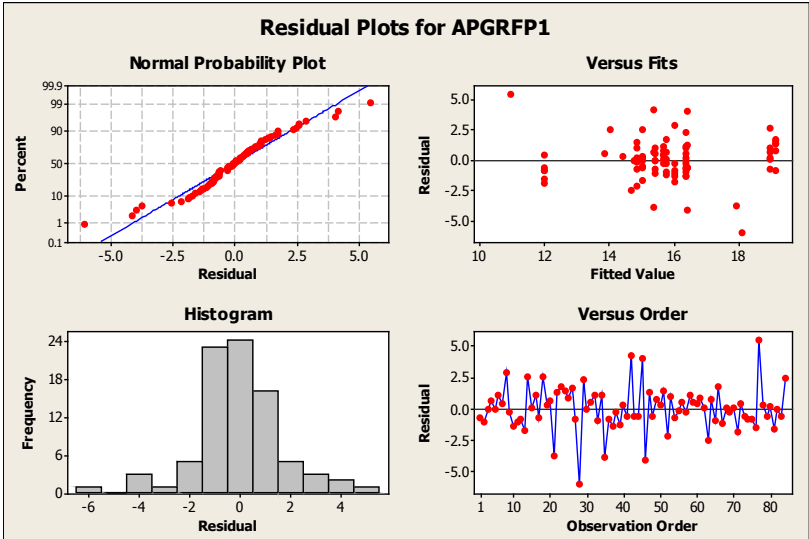 Residual Plots for APGRFP1
Normal Probability Plot
99.9
99
90
50
10
1
0.1
Percent
-5.0 -2.5 0.0 2.5 5.0
Residual
Versus Fits
5.0
2.5
0.0
-2.5
-5.0
Residual
10 12 14 16 18
Fitted Value
Histogram
24
18
12
6
0
Frequency
-6 -4 -2 0 2 4
Residual
Versus Order
5.0
2.5
0.0
-2.5
-5.0
Residual
1 10 20 30 40 50 60 70 80
Observation Order